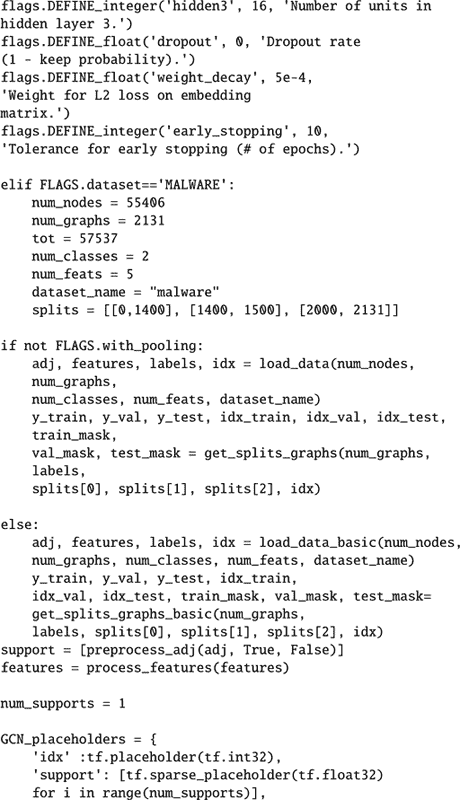 flags.DEFINE_integer('hidden3', 16, 'Number of units in
hidden layer 3.')
flags.DEFINE_float('dropout', 0, 'Dropout rate
(1 - keep probability).')
flags.DEFINE_float('weight_decay', 5e-4,
'Weight for L2 loss on embedding
matrix.')
flags.DEFINE_integer('early_stopping', 10,
'Tolerance for early stopping (# of epochs).')

elif FLAGS.dataset=='MALWARE':
    num_nodes = 55406
    num_graphs = 2131
    tot = 57537
    num_classes = 2
    num_feats = 5
    dataset_name = "malware"
    splits = [[0,1400], [1400, 1500], [2000, 2131]]

if not FLAGS.with_pooling:
    adj, features, labels, idx = load_data(num_nodes,
    num_graphs,
    num_classes, num_feats, dataset_name)
    y_train, y_val, y_test, idx_train, idx_val, idx_test,
    train_mask,
    val_mask, test_mask = get_splits_graphs(num_graphs,
    labels,
    splits[0], splits[1], splits[2], idx)

else:
    adj, features, labels, idx = load_data_basic(num_nodes,
    num_graphs, num_classes, num_feats, dataset_name)
    y_train, y_val, y_test, idx_train,
    idx_val, idx_test, train_mask, val_mask, test_mask=
    get_splits_graphs_basic(num_graphs,
    labels, splits[0], splits[1], splits[2], idx)
support = [preprocess_adj(adj, True, False)]
features = process_features(features)

num_supports = 1

GCN_placeholders = {
    'idx' :tf.placeholder(tf.int32),
    'support': [tf.sparse_placeholder(tf.float32)
    for i in range(num_supports)],